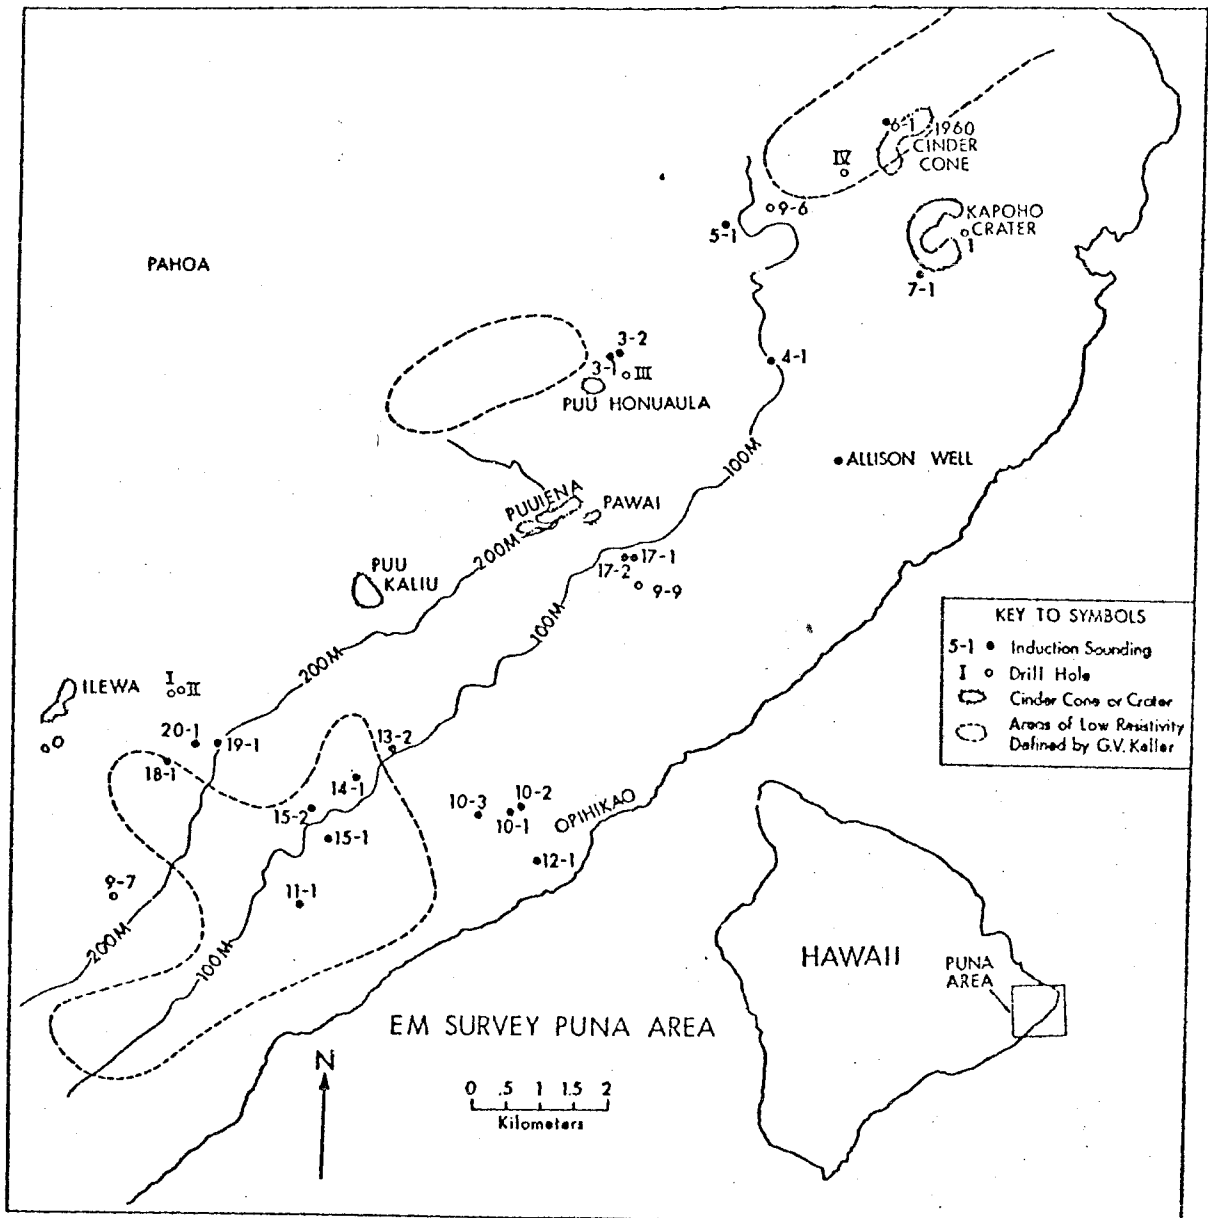 6-1
1960
CINDER
CONE
IV
9-6
5-1
KAPOHO
CRATER
I
7-1
PAHOA
3-2
3-1
III
4-1
PUU HONUAULA
100M
ALLISON WELL
PUULENA
PAWAI
200M
17-1
17-2
9-9
PUU
KALIU
100M
200M
KEY TO SYMBOLS
5-1 Induction Sounding
I Drill Hole
Cinder Cone or Crater
Areas of Low Resistivity
Defined by G.V. Keller
ILEWA
I
II
20-1
19-1
18-1
13-2
14-1
15-2
15-1
10-3
10-2
10-1
OPIHIKAO
12-1
9-7
11-1
200M
100M
HAWAII
PUNA
AREA
EM SURVEY PUNA AREA
N
0 .5 1 1.5 2
Kilometers